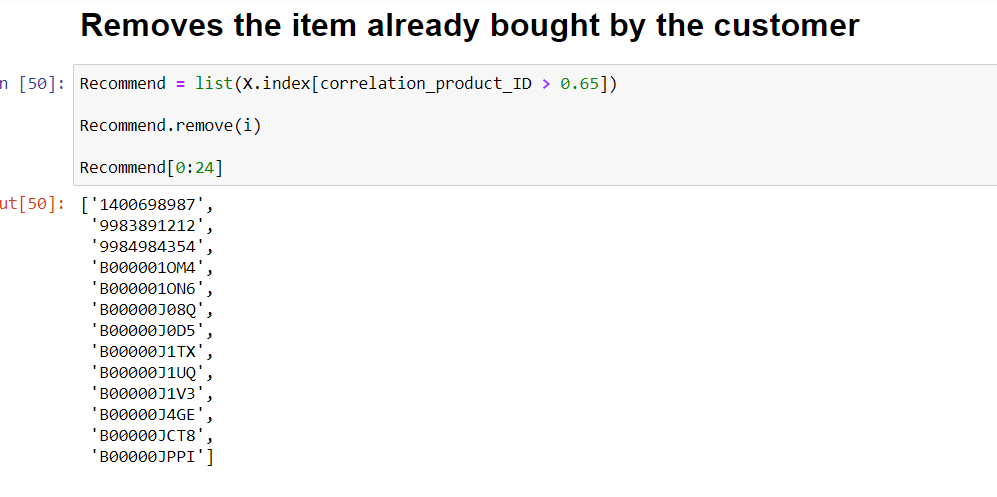 Removes the item already bought by the customer
n [50]: Recommend = list(X.index[correlation_product_ID > 0.65])
Recommend.remove(i)
Recommend[0:24]
ut[50]: ['1400698987',
'9983891212',
'9984984354',
'B000001OM4',
'B000001ON6',
'B00000J08Q',
'B00000J0D5',
'B00000J1TX',
'B00000J1UQ',
'B00000J1V3',
'B00000J4GE',
'B00000JCT8',
'B00000JPPI']